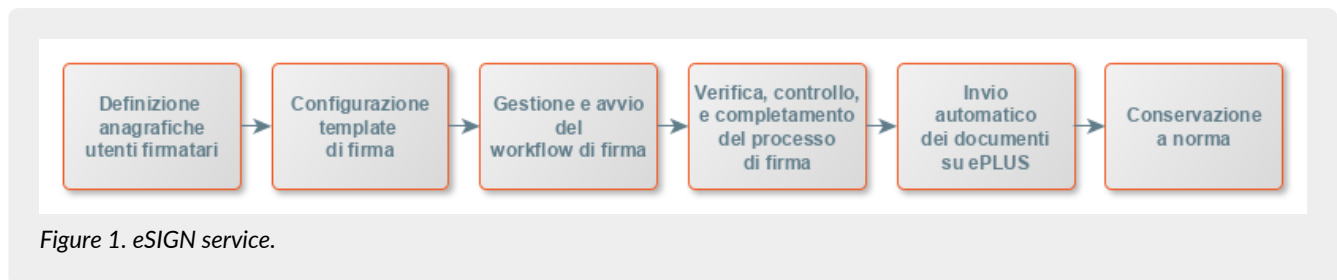 Definizione
anagrafiche
utenti firmatari
Configurazione
template
di firma
Gestione e avvio
del
workflow di firma
Verifica, controllo,
e completamento
del processo
di firma
Invio
automatico
dei documenti
su ePLUS
Conservazione
a norma
Figure 1. eSIGN service.